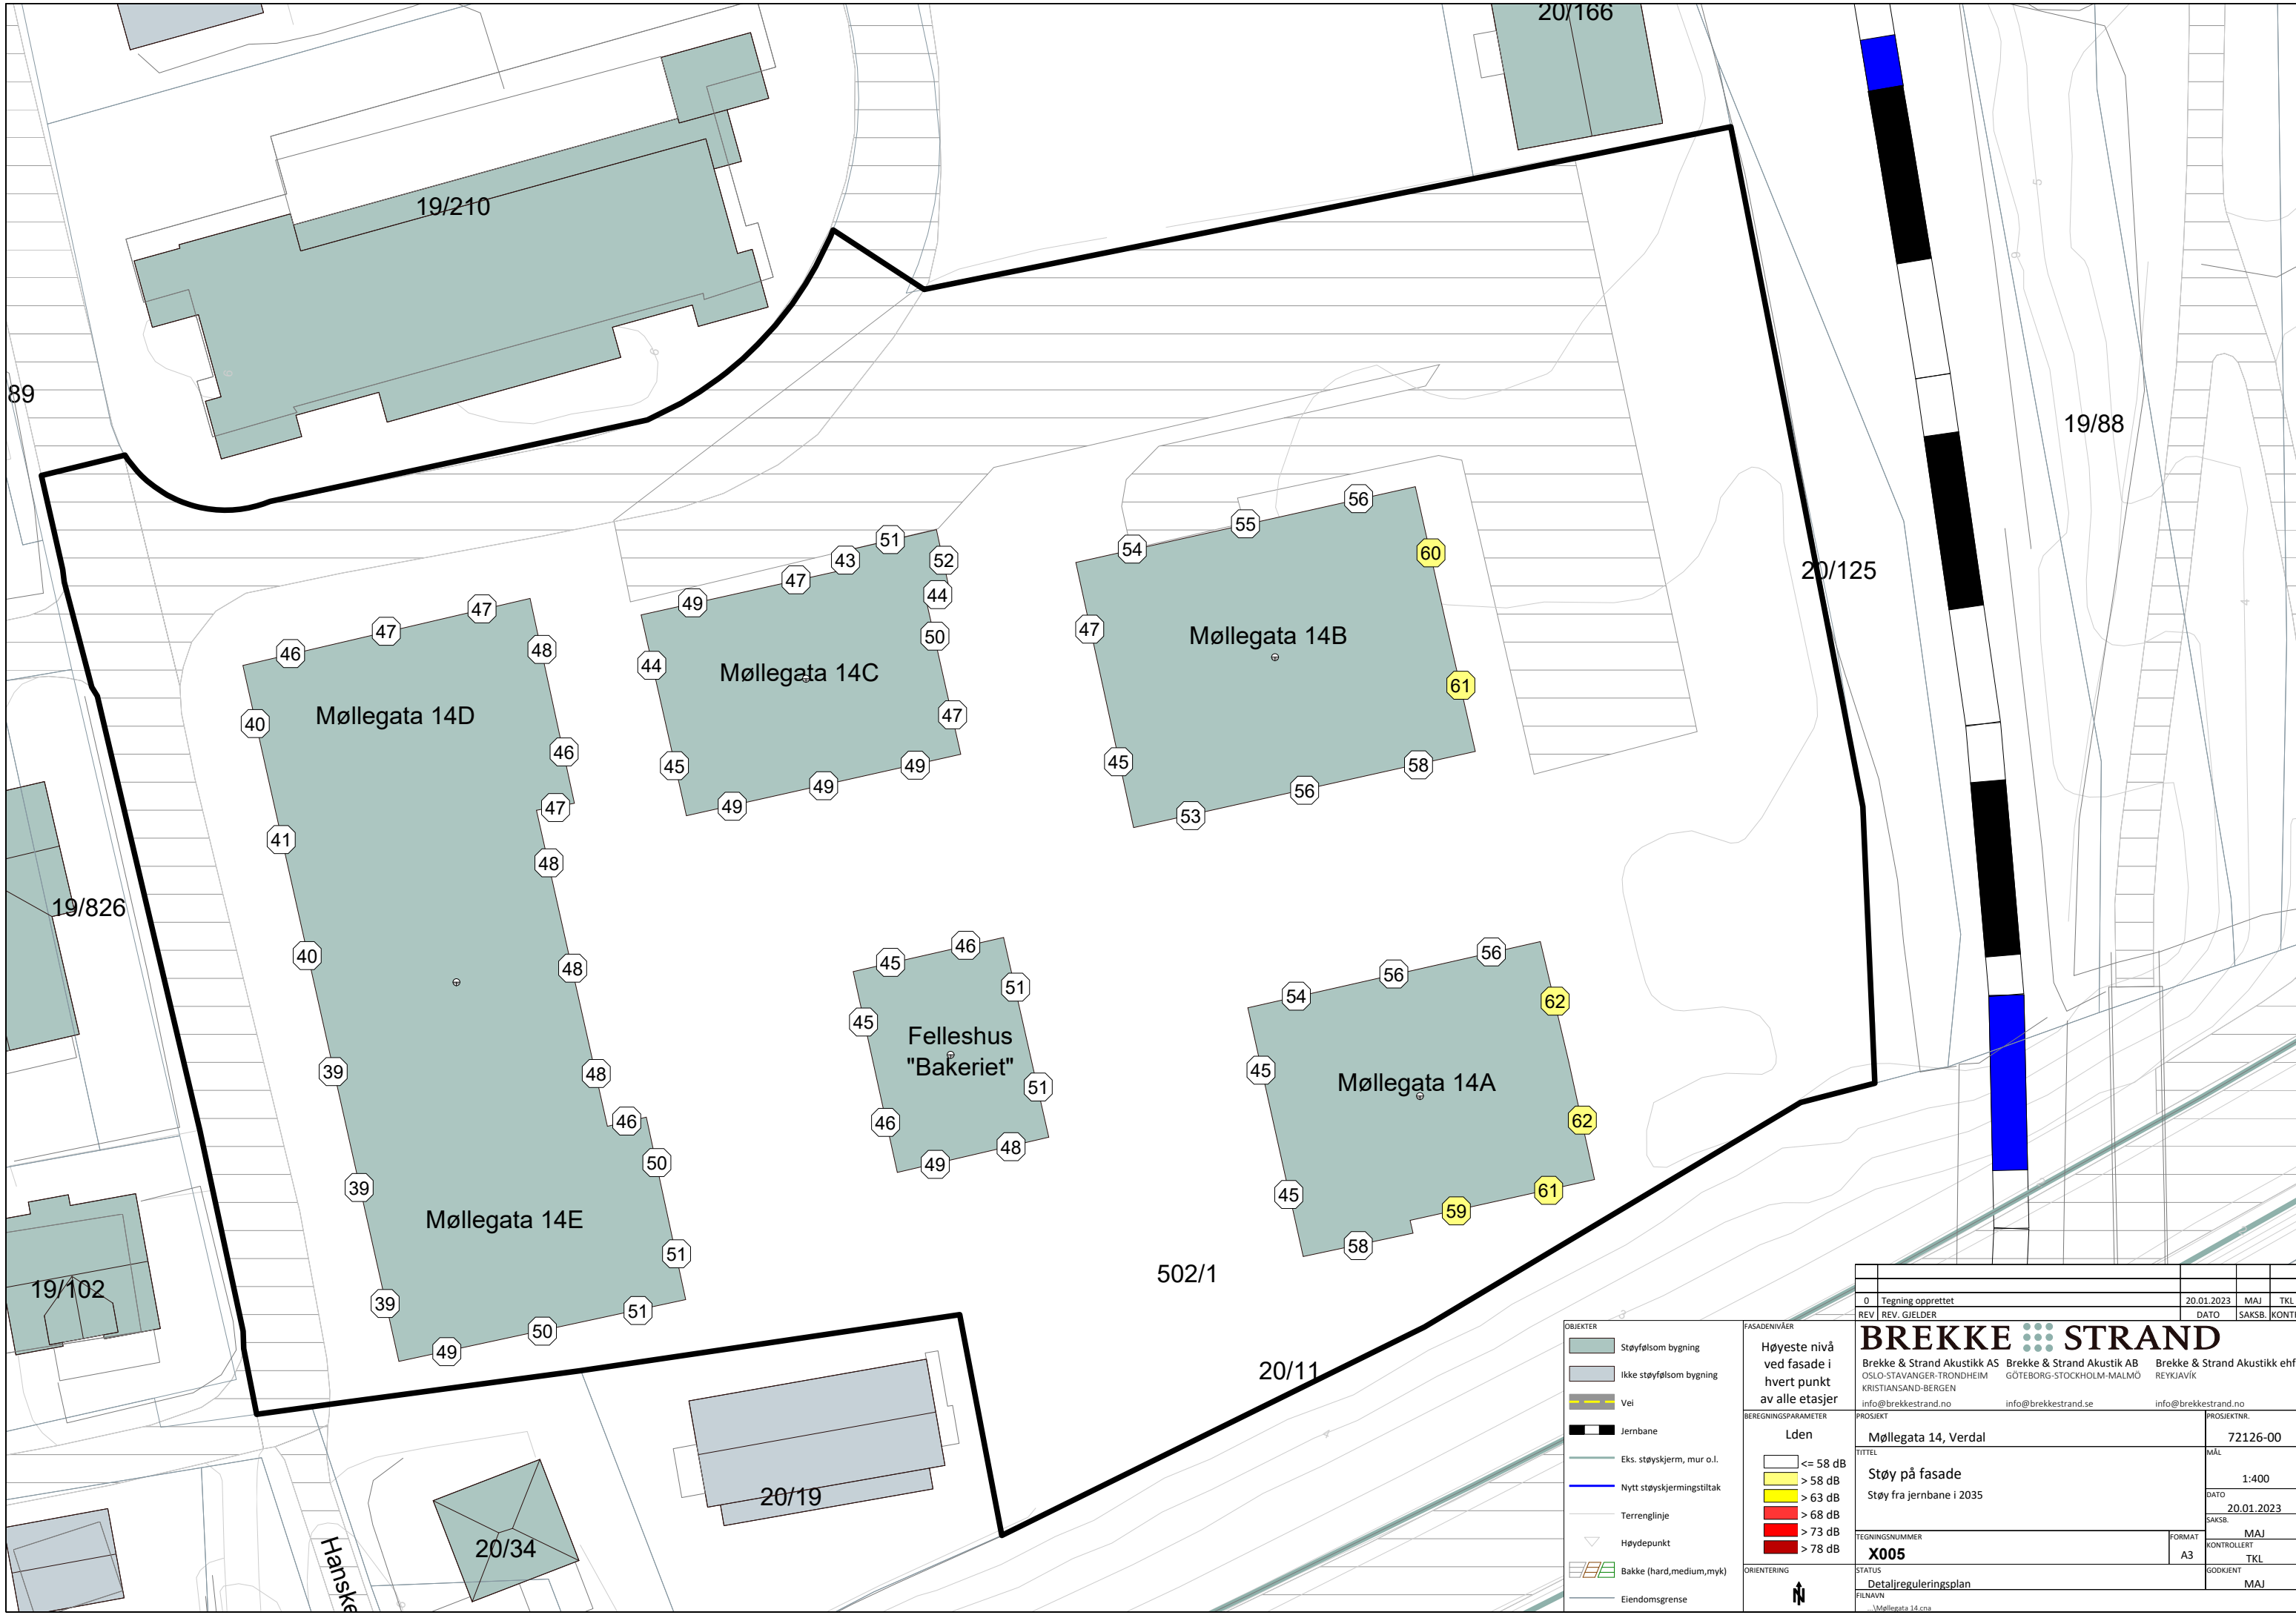 20/166
19/210
89
19/88
20/125
56
55
54
60
51
52
43
47
44
49
50
47
47
46
48
Møllegata 14B
47
44
Møllegata 14C
61
Møllegata 14D
40
47
46
45
49
49
49
45
58
56
53
47
41
48
19/826
40
48
45
46
51
45
Felleshus
"Bakeriet"
51
46
48
49
54
56
56
62
45
Møllegata 14A
62
45
61
59
58
39
48
46
50
39
Møllegata 14E
51
39
51
50
49
502/1
19/102
20/11
20/19
20/34
Hanske
0 Tegning opprettet 20.01.2023 MAJ TKL
REV REV. GJELDER DATO SAKSB. KONTR
OBJEKTER
Støyfølsom bygning
Ikke støyfølsom bygning
Vei
Jernbane
Eks. støyskjerm, mur o.l.
Nytt støyskjermingstiltak
Terrenglinje
Høydepunkt
Bakke (hard,medium,myk)
Eiendomsgrense
FASADENIVÅER
Høyeste nivå
ved fasade i
hvert punkt
av alle etasjer
BEREGNINGSPARAMETER
Lden
<= 58 dB
> 58 dB
> 63 dB
> 68 dB
> 73 dB
> 78 dB
ORIENTERING
N
BREKKE STRAND
Brekke & Strand Akustikk AS Brekke & Strand Akustik AB Brekke & Strand Akustikk ehf
OSLO-STAVANGER-TRONDHEIM GÖTEBORG-STOCKHOLM-MALMÖ REYKJAVÍK
KRISTIANSAND-BERGEN
info@brekkestrand.no info@brekkestrand.se info@brekkestrand.no
PROSJEKT
Møllegata 14, Verdal
PROSJEKTNR.
72126-00
TITTEL
Støy på fasade
Støy fra jernbane i 2035
MÅL
1:400
DATO
20.01.2023
SAKSB.
MAJ
TEGNINGSNUMMER
X005
FORMAT
A3
KONTROLLERT
TKL
STATUS
Detaljreguleringsplan
GODKJENT
MAJ
FILNAVN
...\Møllegata 14.cna